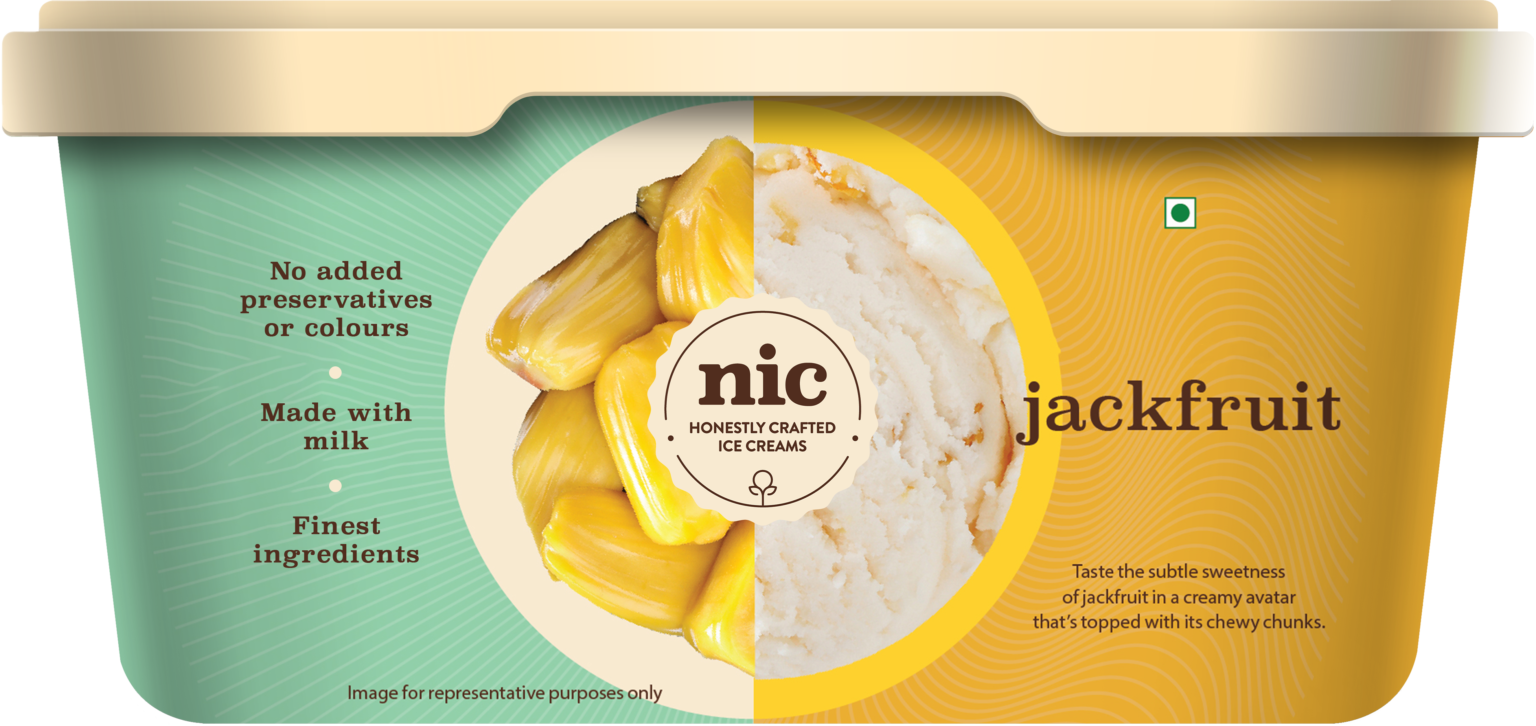 No added
preservatives
or colours
Made with
milk
Finest
ingredients
Image for representative purposes only
nic
HONESTLY CRAFTED
ICE CREAMS
jackfruit
Taste the subtle sweetness
of jackfruit in a creamy avatar
that's topped with its chewy chunks.